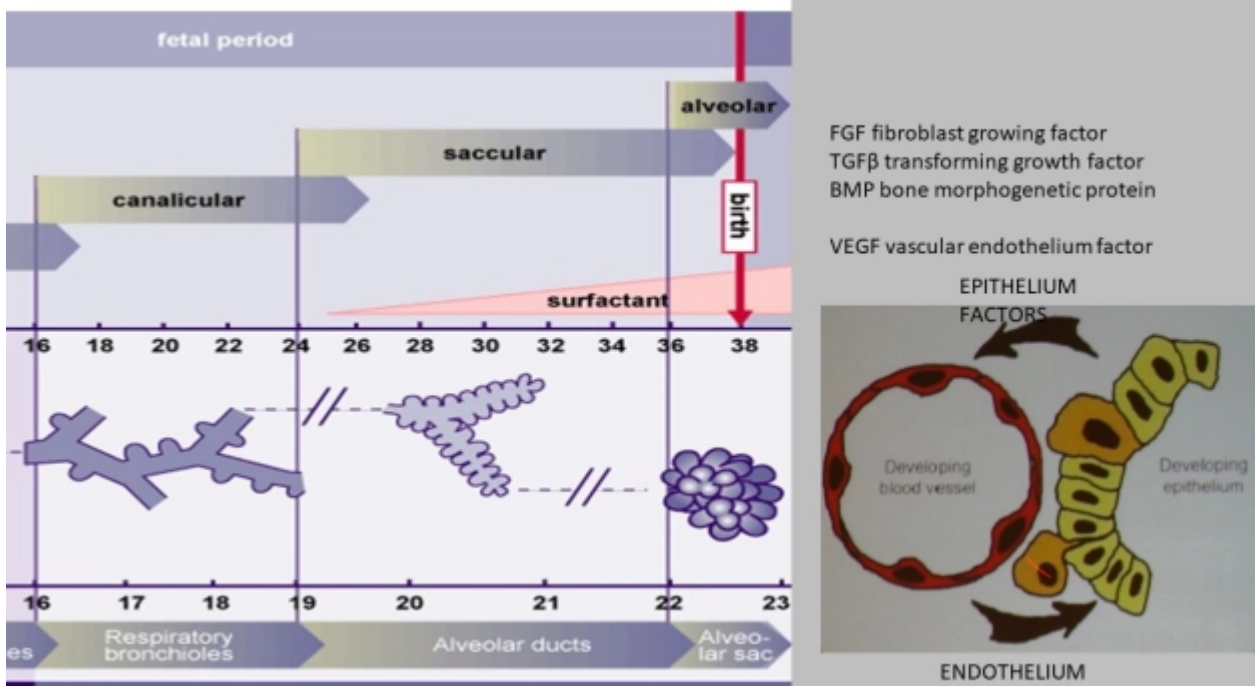 fetal period
alveolar
saccular
canalicular
birth
surfactant
16 18 20 22 24 26 28 30 32 34 36 38
16 17 18 19 20 21 22 23
es
Respiratory
bronchioles
Alveolar ducts
Alveo-
lar sac
FGF fibroblast growing factor
TGFβ transforming growth factor
BMP bone morphogenetic protein
VEGF vascular endothelium factor
EPITHELIUM
FACTORS
Developing
blood vessel
Developing
epithelium
ENDOTHELIUM